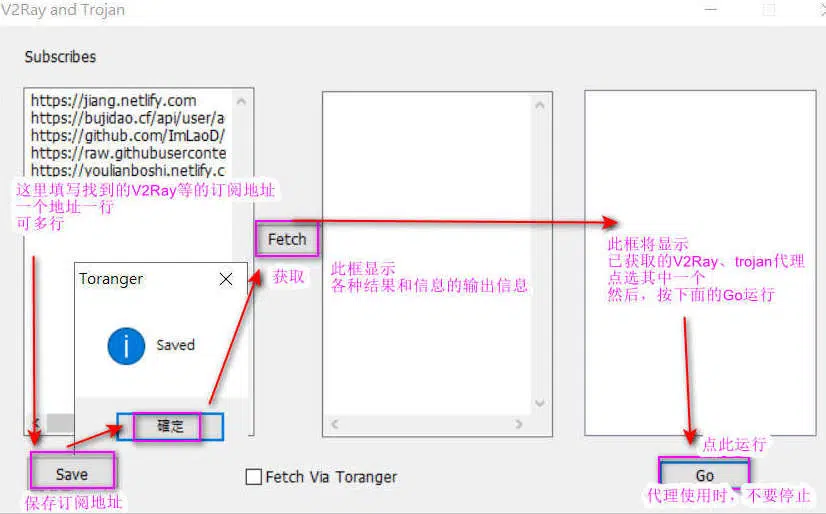 V2Ray and Trojan
Subscribes
https://jiang.netlify.com
https://bujidao.cf/api/user/a
https://github.com/ImLaoD/
https://raw.githubuserconte
https://youlianboshi.netlify.c
这里填写找到的V2Ray等的订阅地址
一个地址一行
可多行
Fetch
获取
此框显示
各种结果和信息的输出信息
此框将显示
已获取的V2Ray、trojan代理
点选其中一个
然后，按下面的Go运行
Toranger
Saved
確定
Save
保存订阅地址
Fetch Via Toranger
点此运行
Go
代理使用时，不要停止